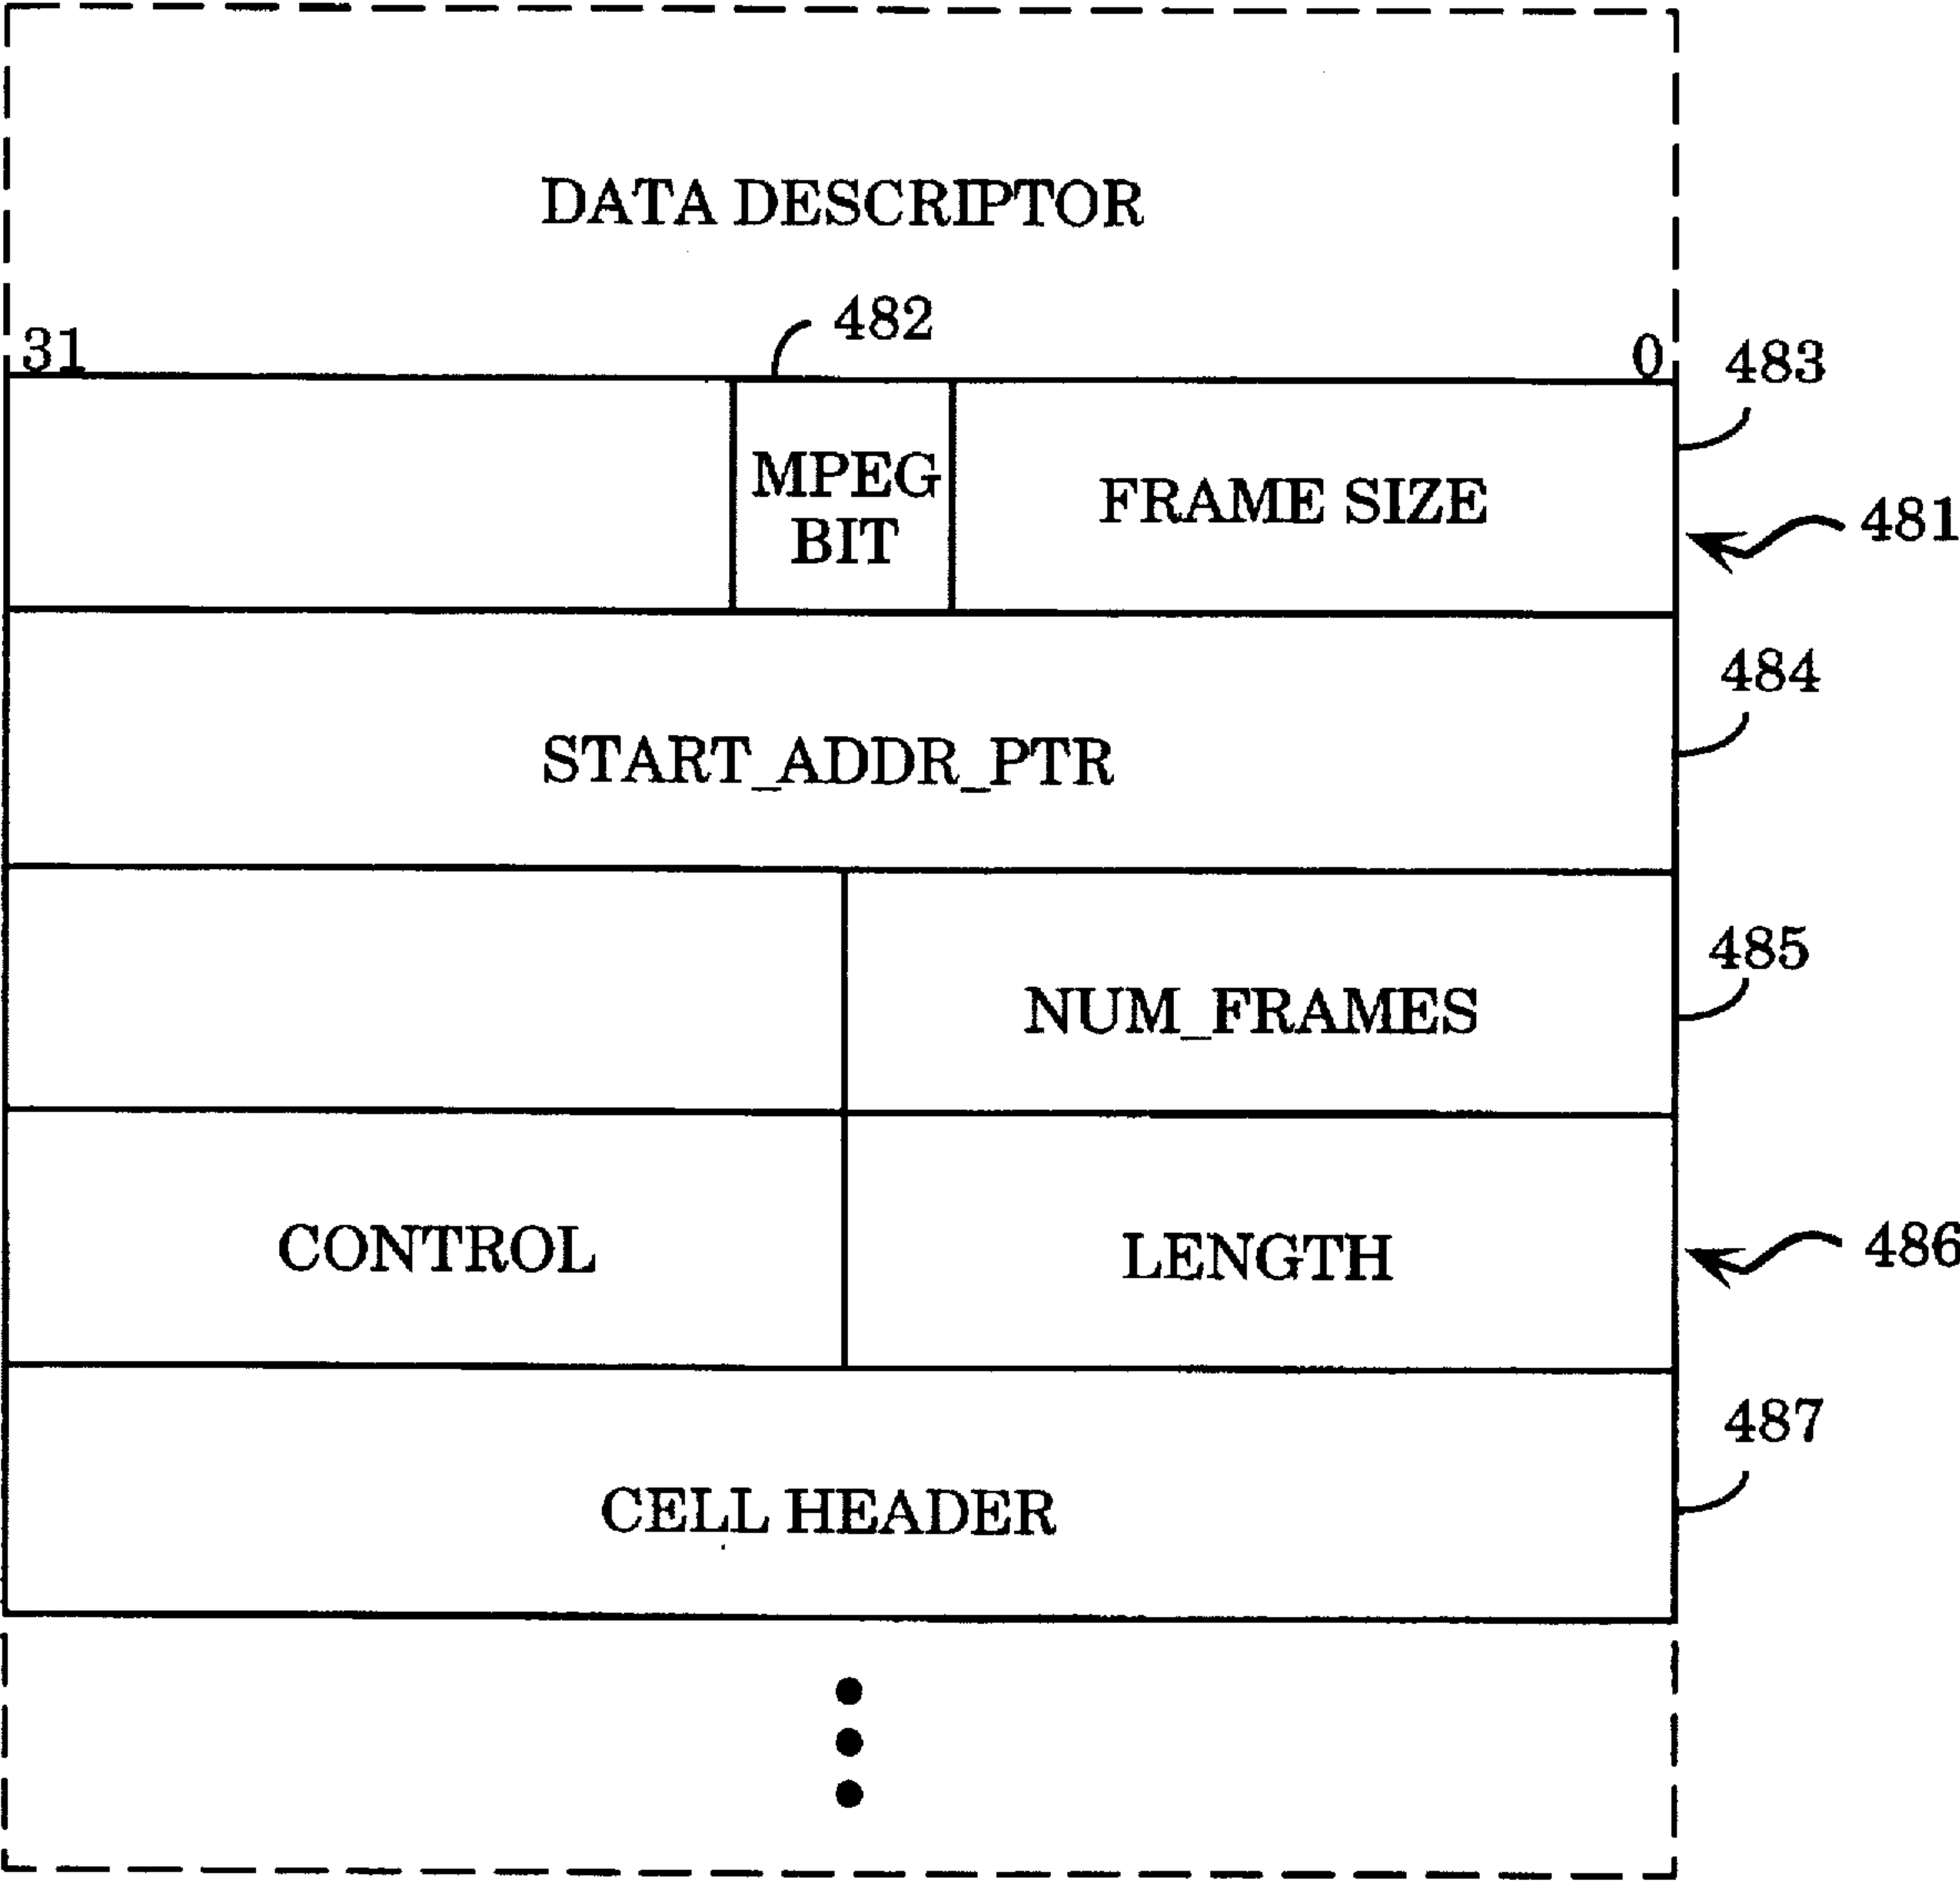 DATA DESCRIPTOR
31
482
0
483
MPEG
BIT
FRAME SIZE
481
START_ADDR_PTR
484
NUM_FRAMES
485
CONTROL
LENGTH
486
CELL HEADER
487